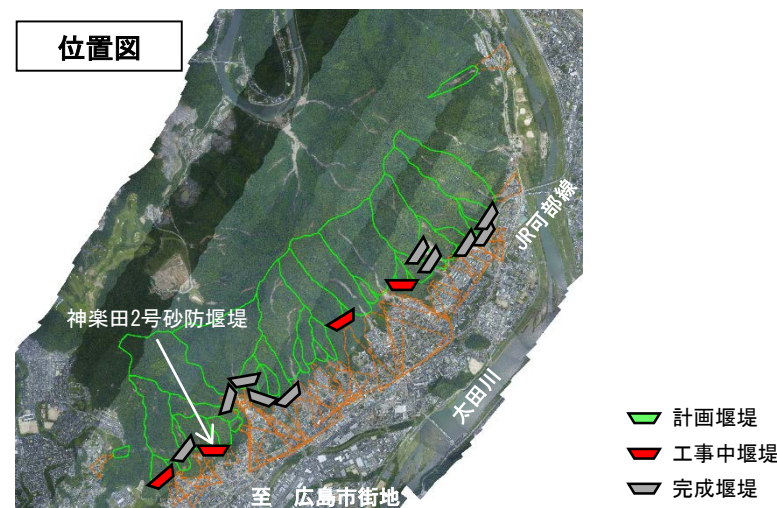 位置図
JR可部線
神楽田2号砂防堰堤
太田川
計画堰堤
工事中堰堤
完成堰堤
至　広島市街地